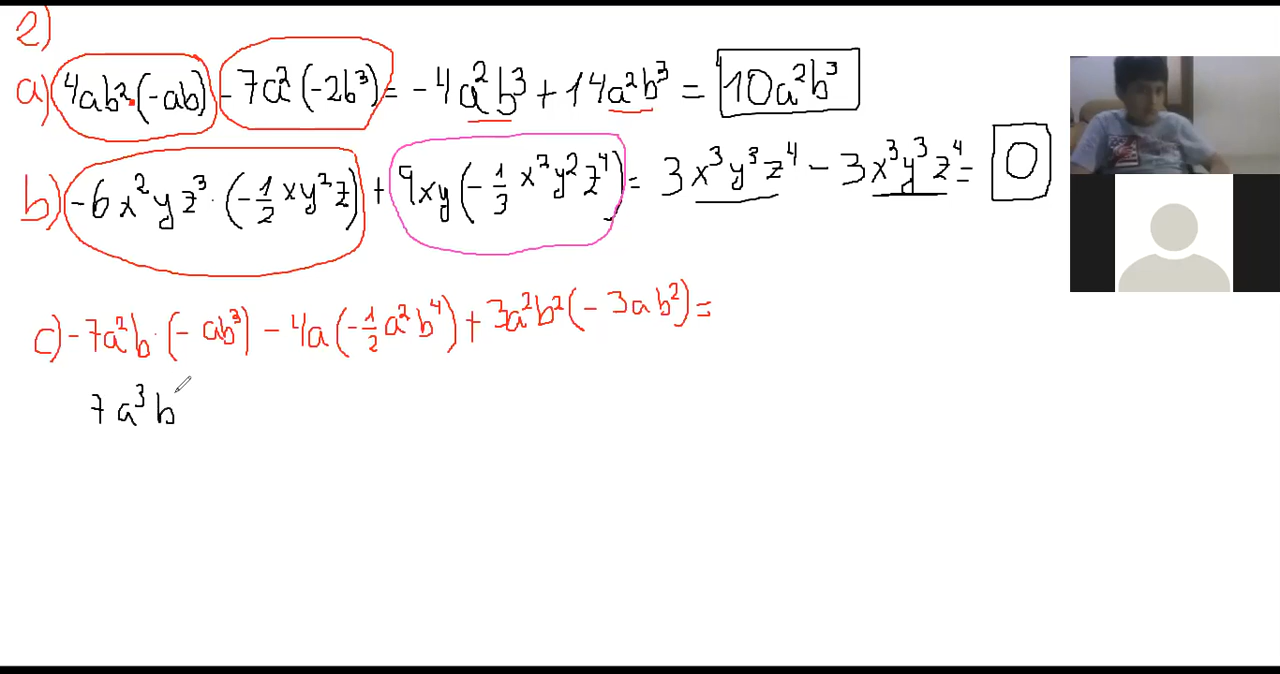 2)
a) 4ab² · (-ab) - 7a² (-2b³) = -4a²b³ + 14a²b³ = 10a²b³
b) -6x²yz³ · (-1/2 xy²z) + 9xy (-1/3 x²y²z⁴) = 3x³y³z⁴ - 3x³y³z⁴ = 0
c) -7a²b · (-ab³) - 4a (-1/2 a²b⁴) + 3a²b² (-3ab²) =
7a³b